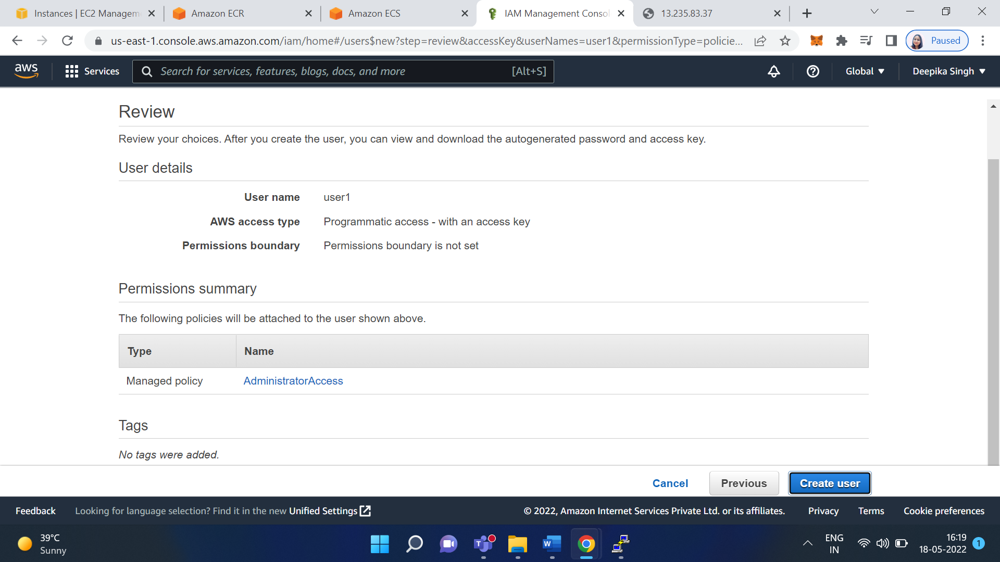 Instances | EC2 Managem
Amazon ECR
Amazon ECS
IAM Management Consol
13.235.83.37
us-east-1.console.aws.amazon.com/iam/home#/users$new?step=review&accessKey&userNames=user1&permissionType=policie...
Paused
aws
Services
Search for services, features, blogs, docs, and more
[Alt+S]
Global
Deepika Singh
Review
Review your choices. After you create the user, you can view and download the autogenerated password and access key.
User details
User name user1
AWS access type Programmatic access - with an access key
Permissions boundary Permissions boundary is not set
Permissions summary
The following policies will be attached to the user shown above.
Type Name
Managed policy AdministratorAccess
Tags
No tags were added.
Cancel Previous Create user
Feedback Looking for language selection? Find it in the new Unified Settings © 2022, Amazon Internet Services Private Ltd. or its affiliates. Privacy Terms Cookie preferences
39°C
Sunny
T
W
ENG
IN
16:19
18-05-2022
1